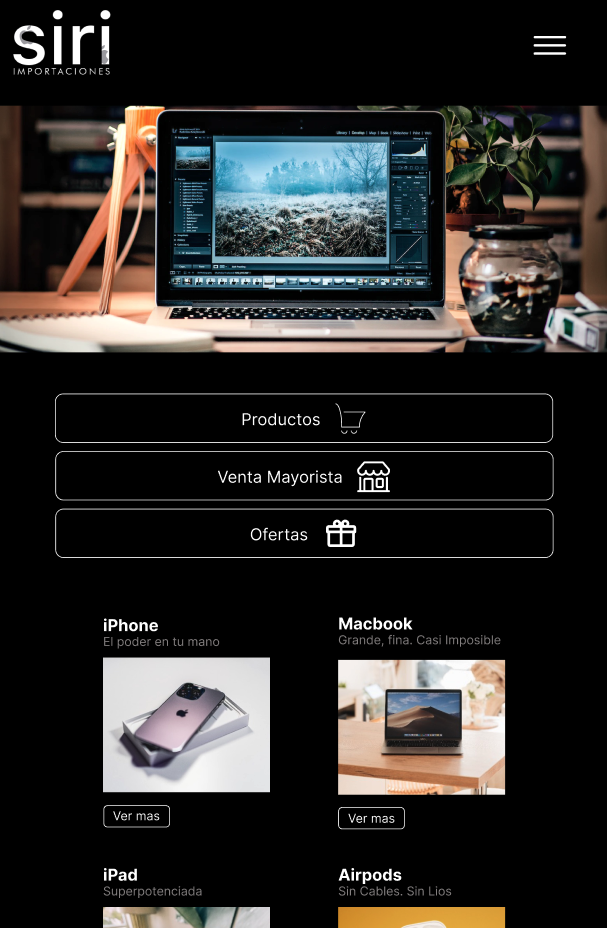 siri
IMPORTACIONES
Productos
Venta Mayorista
Ofertas
iPhone
El poder en tu mano
Macbook
Grande, fina. Casi Imposible
Ver mas
Ver mas
iPad
Superpotenciada
Airpods
Sin Cables. Sin Lios